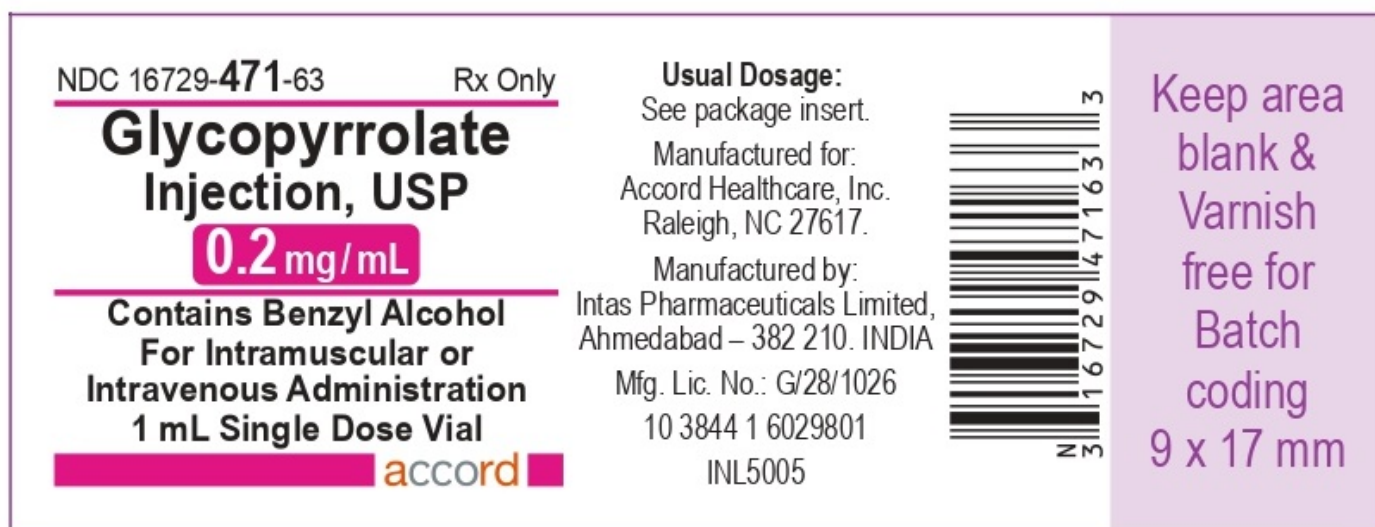 NDC 16729-471-63 Rx Only
Glycopyrrolate
Injection, USP
0.2 mg/mL
Contains Benzyl Alcohol
For Intramuscular or
Intravenous Administration
1 mL Single Dose Vial
accord
Usual Dosage:
See package insert.
Manufactured for:
Accord Healthcare, Inc.
Raleigh, NC 27617.
Manufactured by:
Intas Pharmaceuticals Limited,
Ahmedabad – 382 210. INDIA
Mfg. Lic. No.: G/28/1026
10 3844 1 6029801
INL5005
N
3 16729 47163 3
Keep area
blank &
Varnish
free for
Batch
coding
9 x 17 mm